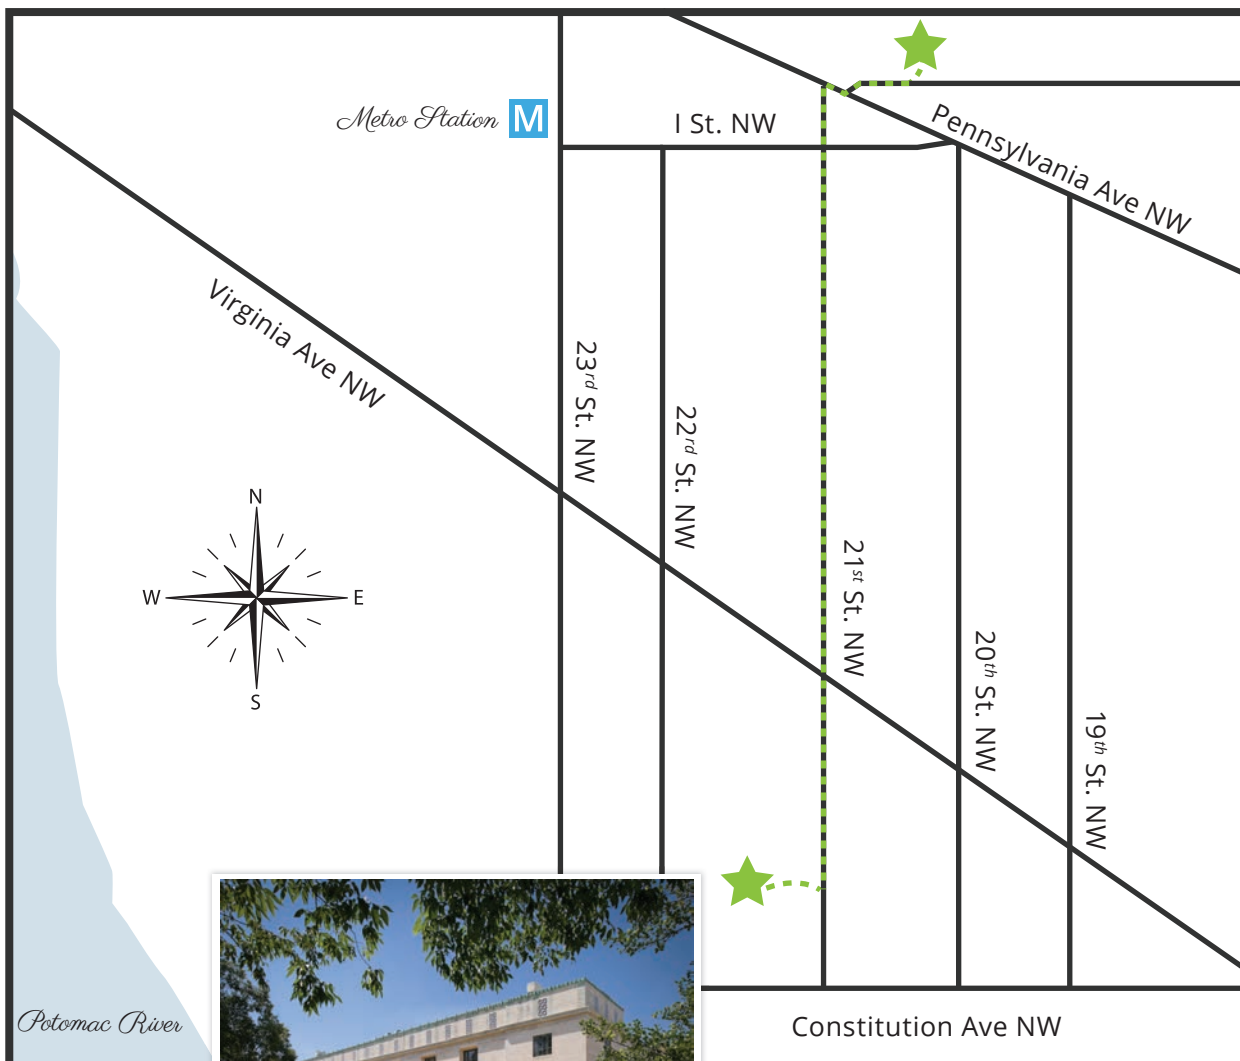 Metro Station M
I St. NW
Pennsylvania Ave NW
Virginia Ave NW
23rd St. NW
22rd St. NW
21st St. NW
20th St. NW
19th St. NW
N
W E
S
Potomac River
Constitution Ave NW